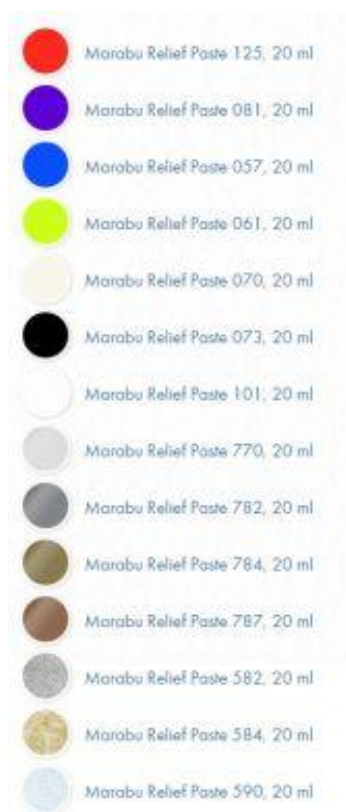 Marabu Relief Paste 125, 20 ml
Marabu Relief Paste 081, 20 ml
Marabu Relief Paste 057, 20 ml
Marabu Relief Paste 061, 20 ml
Marabu Relief Paste 070, 20 ml
Marabu Relief Paste 073, 20 ml
Marabu Relief Paste 101, 20 ml
Marabu Relief Paste 770, 20 ml
Marabu Relief Paste 782, 20 ml
Marabu Relief Paste 784, 20 ml
Marabu Relief Paste 787, 20 ml
Marabu Relief Paste 582, 20 ml
Marabu Relief Paste 584, 20 ml
Marabu Relief Paste 590, 20 ml